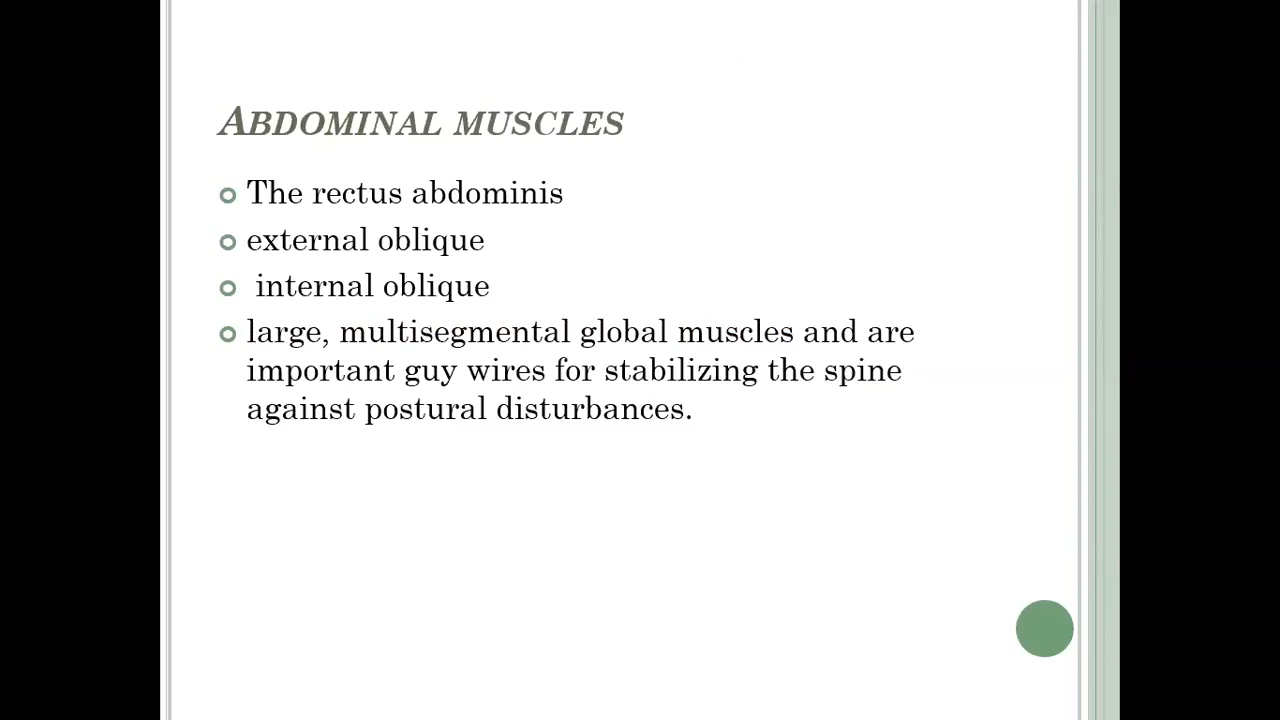 ABDOMINAL MUSCLES
The rectus abdominis
external oblique
internal oblique
large, multisegmental global muscles and are
important guy wires for stabilizing the spine
against postural disturbances.